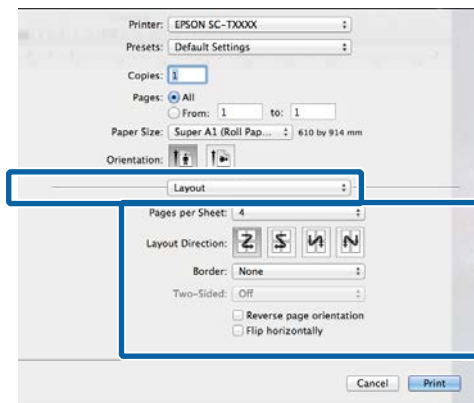 Printer: EPSON SC-TXXXX
Presets: Default Settings
Copies: 1
Pages: All
From: 1 to: 1
Paper Size: Super A1 (Roll Pap... 610 by 914 mm
Orientation:
Layout
Pages per Sheet: 4
Layout Direction:
Border: None
Two-Sided: Off
Reverse page orientation
Flip horizontally
Cancel Print